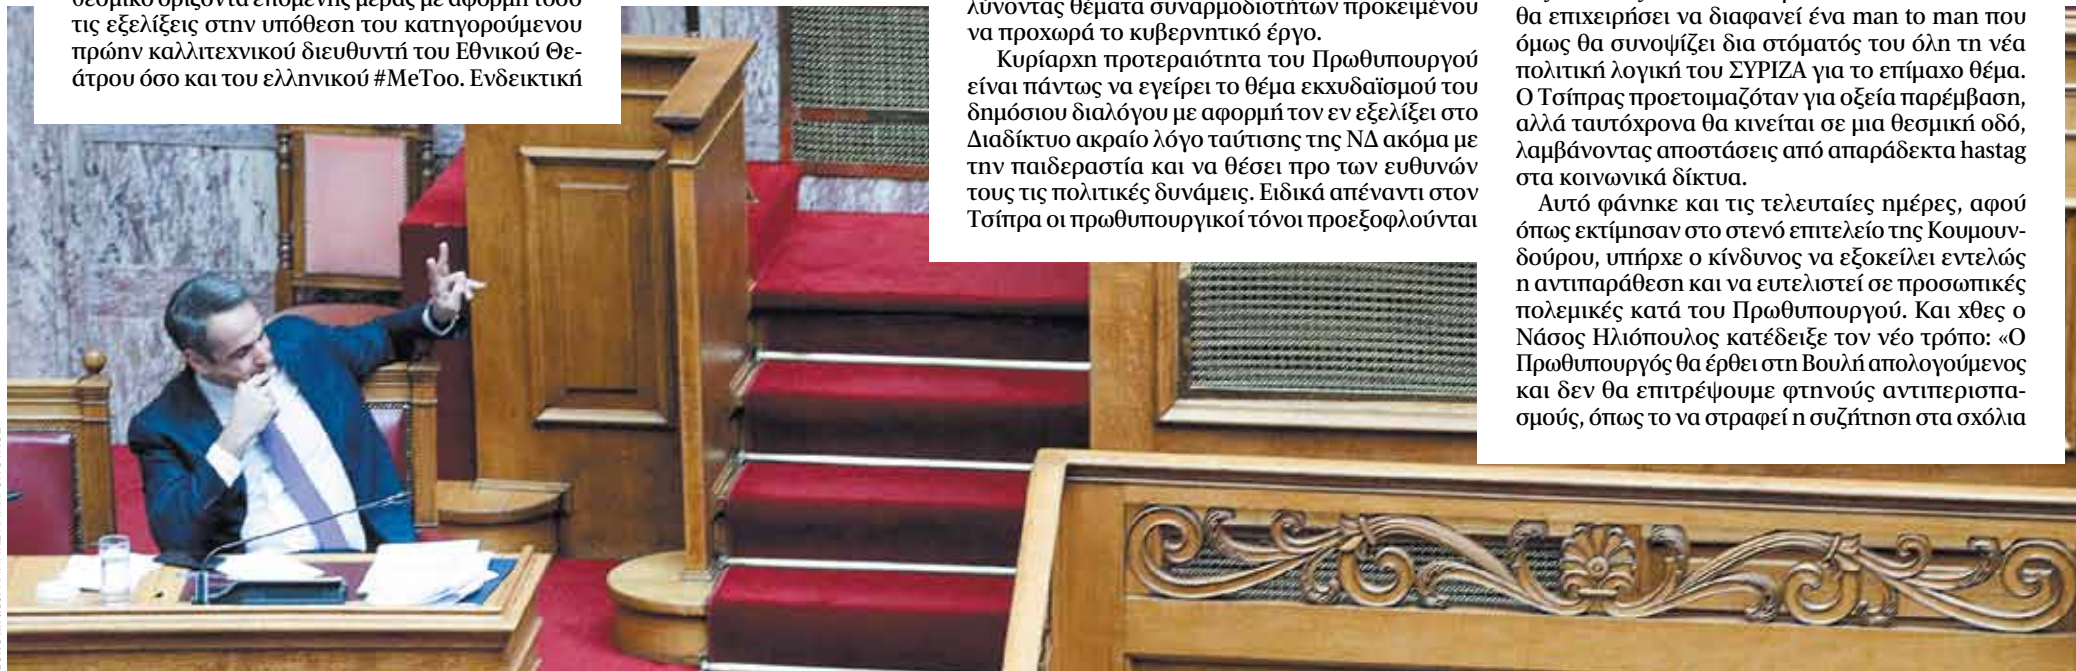 τις εξελίξεις στην υπόθεση του κατηγορούμενου
πρώην καλλιτεχνικού διευθυντή του Εθνικού Θε-
άτρου όσο και του ελληνικού #MeToo. Ενδεικτική
λύνοντας θέματα συναρμοδιοτήτων προκειμένου
να προχωρά το κυβερνητικό έργο.
Κυρίαρχη προτεραιότητα του Πρωθυπουργού
είναι πάντως να εγείρει το θέμα εκχυδαϊσμού του
δημόσιου διαλόγου με αφορμή τον εν εξελίξει στο
Διαδίκτυο ακραίο λόγο ταύτισης της ΝΔ ακόμα με
την παιδεραστία και να θέσει προ των ευθυνών
τους τις πολιτικές δυνάμεις. Ειδικά απέναντι στον
Τσίπρα οι πρωθυπουργικοί τόνοι προεξοφλούνται
θα επιχειρήσει να διαφανεί ένα man to man που
όμως θα συνοψίζει δια στόματός του όλη τη νέα
πολιτική λογική του ΣΥΡΙΖΑ για το επίμαχο θέμα.
Ο Τσίπρας προετοιμαζόταν για οξεία παρέμβαση,
αλλά ταυτόχρονα θα κινείται σε μια θεσμική οδό,
λαμβάνοντας αποστάσεις από απαράδεκτα hastag
στα κοινωνικά δίκτυα.
Αυτό φάνηκε και τις τελευταίες ημέρες, αφού
όπως εκτίμησαν στο στενό επιτελείο της Κουμουν-
δούρου, υπήρχε ο κίνδυνος να εξοκείλει εντελώς
η αντιπαράθεση και να ευτελιστεί σε προσωπικές
πολεμικές κατά του Πρωθυπουργού. Και χθες ο
Νάσος Ηλιόπουλος κατέδειξε τον νέο τρόπο: «Ο
Πρωθυπουργός θα έρθει στη Βουλή απολογούμενος
και δεν θα επιτρέψουμε φτηνούς αντιπερισπα-
σμούς, όπως το να στραφεί η συζήτηση στα σχόλια